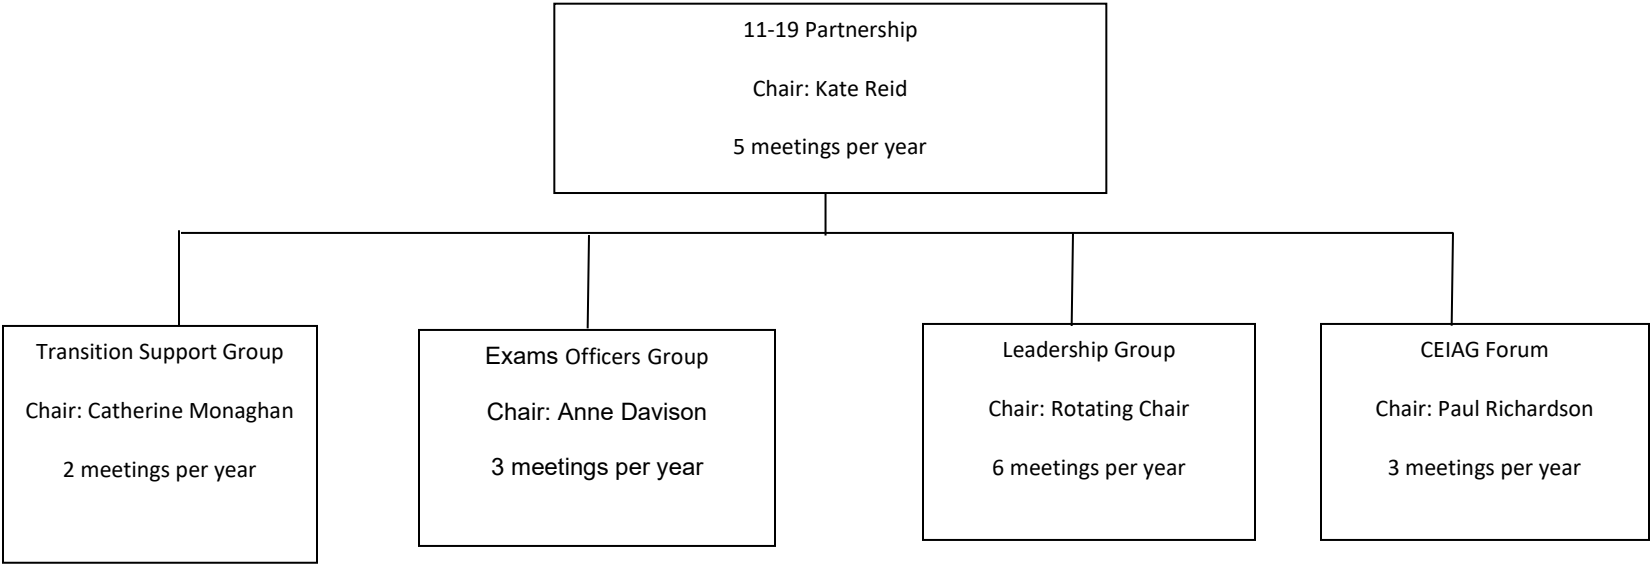 11-19 Partnership
Chair: Kate Reid
5 meetings per year
Transition Support Group
Chair: Catherine Monaghan
2 meetings per year
Exams Officers Group
Chair: Anne Davison
3 meetings per year
Leadership Group
Chair: Rotating Chair
6 meetings per year
CEIAG Forum
Chair: Paul Richardson
3 meetings per year